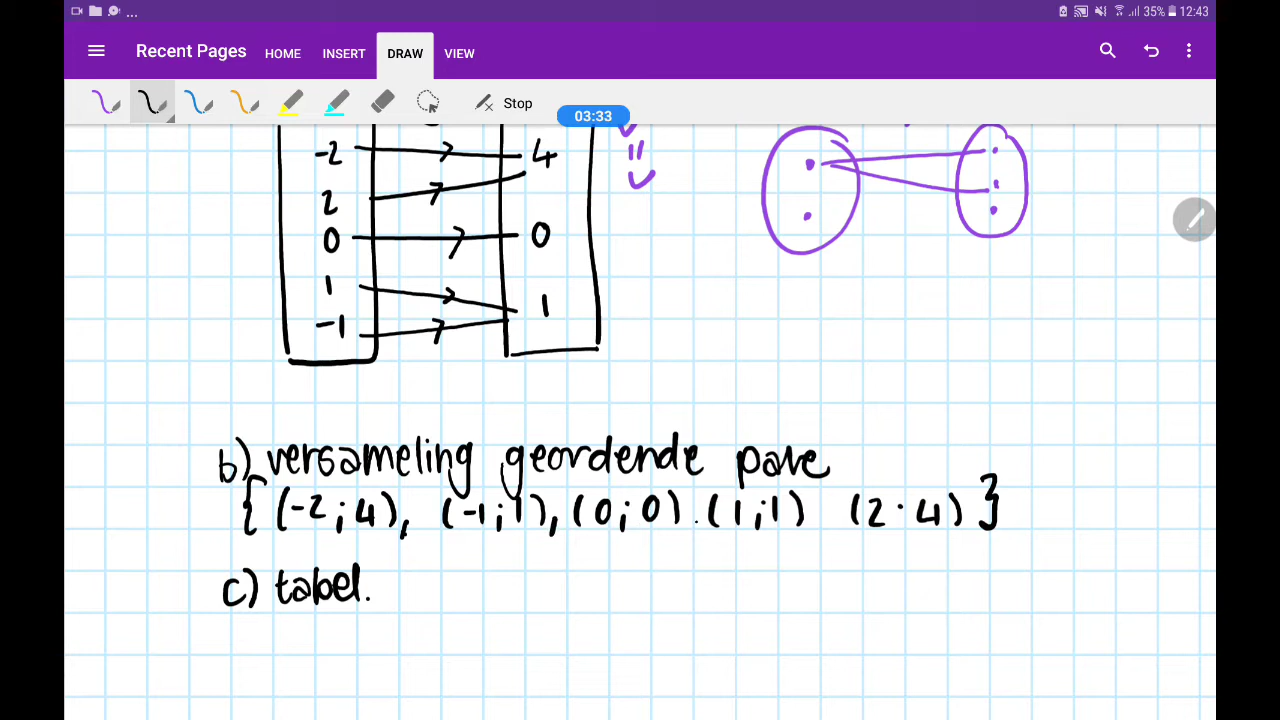 ... 35% 12:43
Recent Pages HOME INSERT DRAW VIEW
Stop
03:33
-2 4
2
0 0
1 1
-1
b) versameling geordende pare
{(-2;4), (-1;1), (0;0). (1;1) (2·4)}
c) tabel.